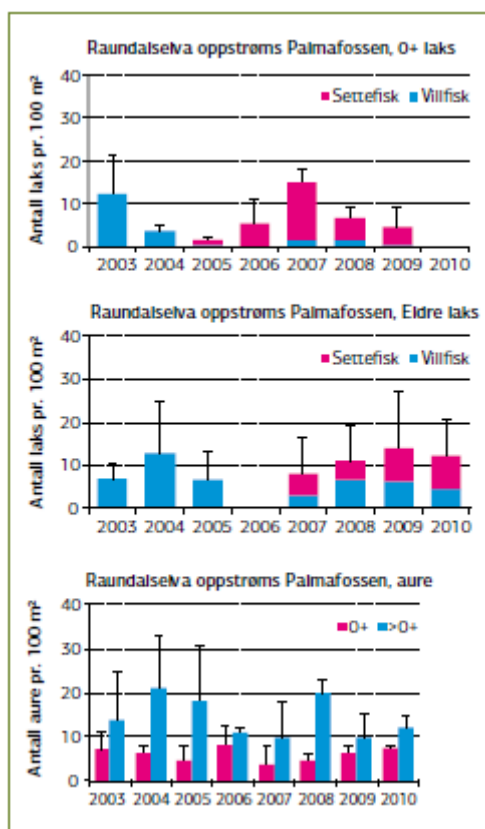 Raundalselva oppstrøms Palmafossen, 0+ laks
Antall laks pr. 100 m²
40
30
20
10
0
Settefisk Villfisk
2003 2004 2005 2006 2007 2008 2009 2010
Raundalselva oppstrøms Palmafossen, Eldre laks
Antall laks pr. 100 m²
40
30
20
10
0
Settefisk Villfisk
2003 2004 2005 2006 2007 2008 2009 2010
Raundalselva oppstrøms Palmafossen, aure
Antall aure pr. 100 m²
40
30
20
10
0
0+ >0+
2003 2004 2005 2006 2007 2008 2009 2010